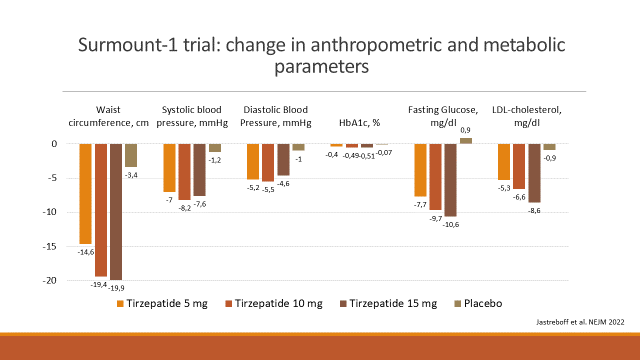 Surmount-1 trial: change in anthropometric and metabolic
parameters
Waist
circumference, cm
Systolic blood
pressure, mmHg
Diastolic Blood
Pressure, mmHg
HbA1c, %
Fasting Glucose,
mg/dl
LDL-cholesterol,
mg/dl
0
-5
-10
-15
-20
-14,6
-19,4
-19,9
-3,4
-7
-8,2
-7,6
-1,2
-5,2
-5,5
-4,6
-1
-0,4
-0,49
-0,51
-0,07
-7,7
-9,7
-10,6
0,9
-5,3
-6,6
-8,6
-0,9
Tirzepatide 5 mg
Tirzepatide 10 mg
Tirzepatide 15 mg
Placebo
Jastreboff et al. NEJM 2022